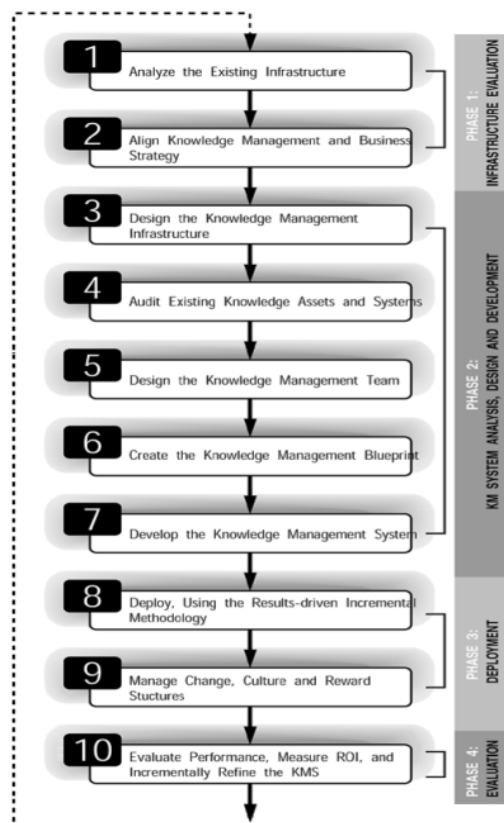 1
Analyze the Existing Infrastructure
2
Align Knowledge Management and Business
Strategy
PHASE 1:
INFRASTRUCTURE EVALUATION
3
Design the Knowledge Management
Infrastructure
4
Audit Existing Knowledge Assets and Systems
5
Design the Knowledge Management Team
6
Create the Knowledge Management Blueprint
7
Develop the Knowledge Management System
PHASE 2:
KM SYSTEM ANALYSIS, DESIGN AND DEVELOPMENT
8
Deploy, Using the Results-driven Incremental
Methodology
9
Manage Change, Culture and Reward
Stuctures
PHASE 3:
DEPLOYMENT
10
Evaluate Performance, Measure ROI, and
Incrementally Refine the KMS
PHASE 4:
EVALUATION